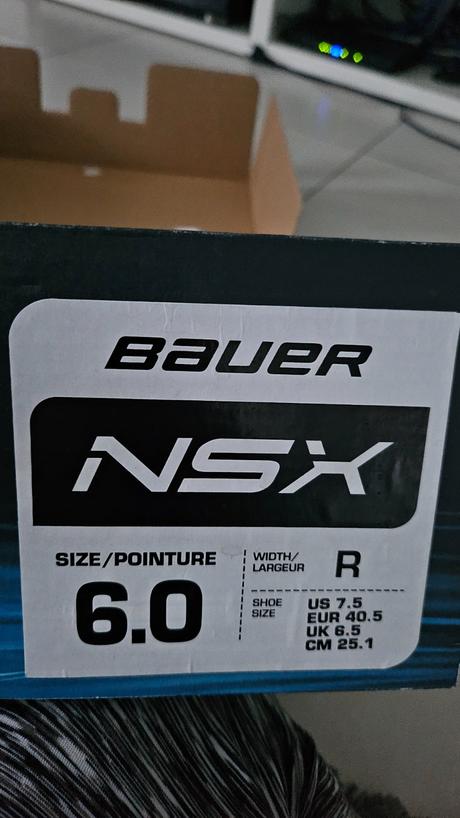 BAUER
NSX
SIZE/POINTURE
6.0
WIDTH/
LARGEUR
R
SHOE
SIZE
US 7.5
EUR 40.5
UK 6.5
CM 25.1